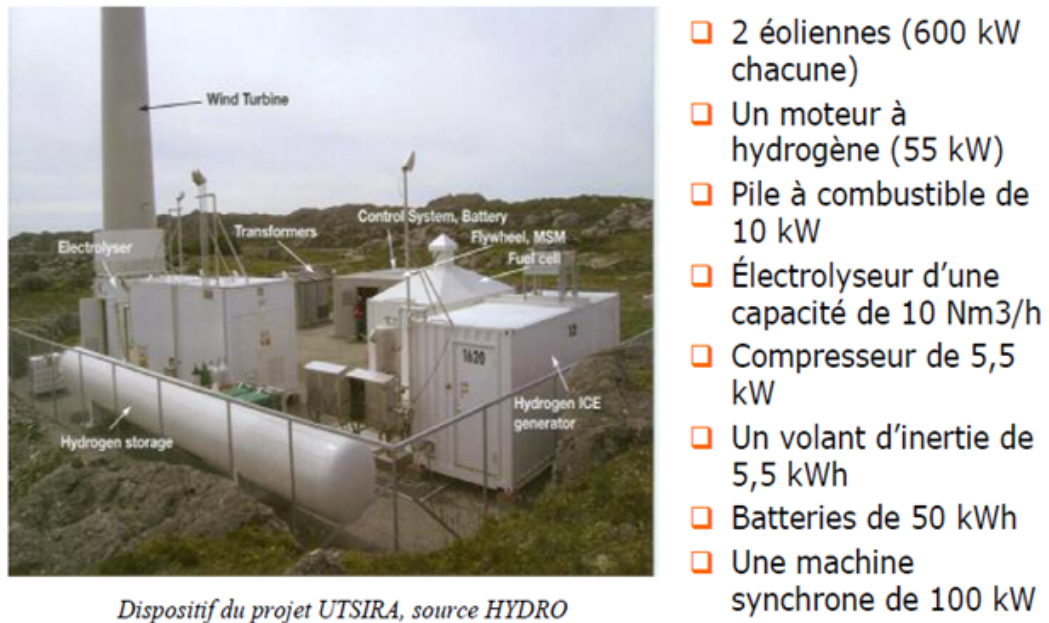 Wind Turbine
Control System, Battery
Transformers
Flywheel, MSM
Electrolyser
Fuel cell
1620
12
Hydrogen ICE
generator
Hydrogen storage
Dispositif du projet UTSIRA, source HYDRO
2 éoliennes (600 kW
chacune)
Un moteur à
hydrogène (55 kW)
Pile à combustible de
10 kW
Électrolyseur d’une
capacité de 10 Nm3/h
Compresseur de 5,5
kW
Un volant d’inertie de
5,5 kWh
Batteries de 50 kWh
Une machine
synchrone de 100 kW